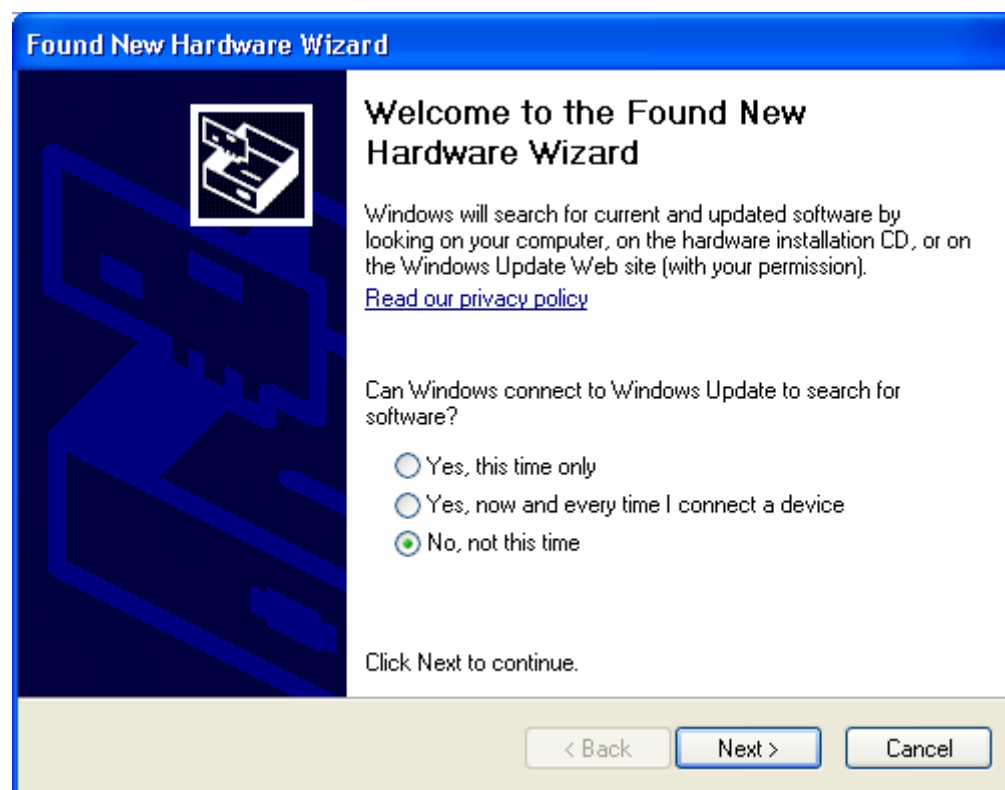 Found New Hardware Wizard
Welcome to the Found New
Hardware Wizard
Windows will search for current and updated software by
looking on your computer, on the hardware installation CD, or on
the Windows Update Web site (with your permission).
Read our privacy policy
Can Windows connect to Windows Update to search for
software?
Yes, this time only
Yes, now and every time I connect a device
No, not this time
Click Next to continue.
< Back Next > Cancel